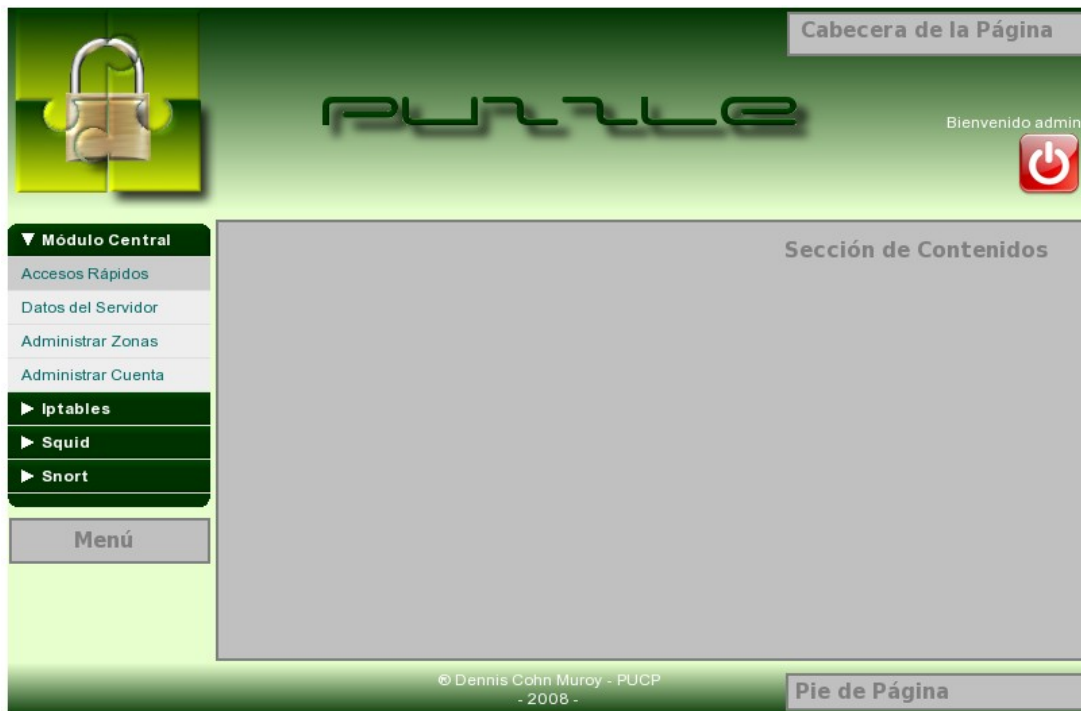 Cabecera de la Página
PUZZLE
Bienvenido admin
▼ Módulo Central
Accesos Rápidos
Datos del Servidor
Administrar Zonas
Administrar Cuenta
▶ Iptables
▶ Squid
▶ Snort
Menú
Sección de Contenidos
® Dennis Cohn Muroy - PUCP
- 2008 -
Pie de Página